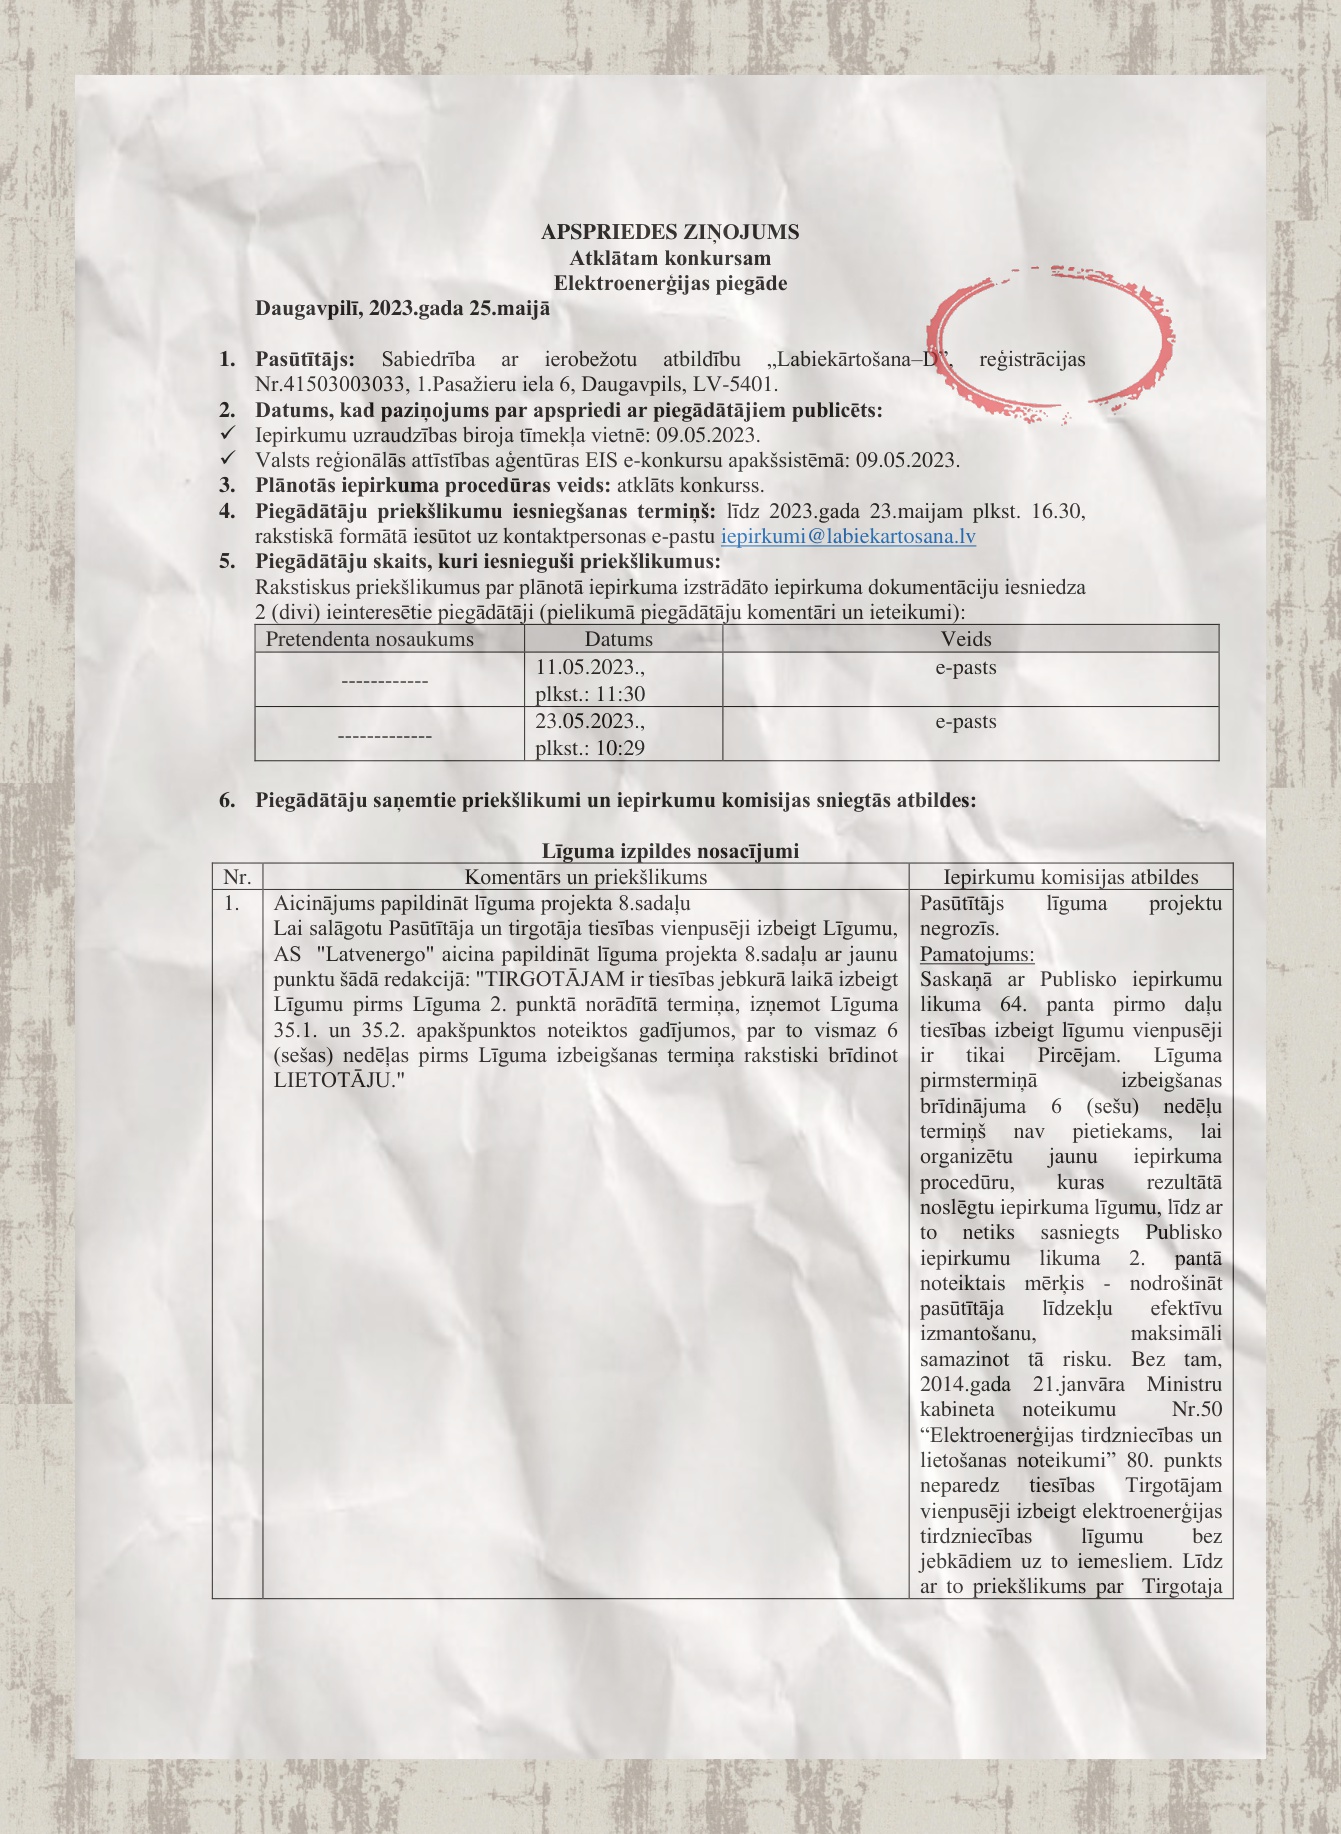 APSPRIEDES ZIŅOJUMS
Atklātam konkursam
Elektroenerģijas piegāde
Daugavpilī, 2023.gada 25.maijā
1. Pasūtītājs: Sabiedrība ar ierobežotu atbildību „Labiekārtošana–D”, reģistrācijas
Nr.41503003033, 1.Pasažieru iela 6, Daugavpils, LV-5401.
2. Datums, kad paziņojums par apspriedi ar piegādātājiem publicēts:
✓ Iepirkumu uzraudzības biroja tīmekļa vietnē: 09.05.2023.
✓ Valsts reģionālās attīstības aģentūras EIS e-konkursu apakšsistēmā: 09.05.2023.
3. Plānotās iepirkuma procedūras veids: atklāts konkurss.
4. Piegādātāju priekšlikumu iesniegšanas termiņš: līdz 2023.gada 23.maijam plkst. 16.30,
rakstiskā formātā iesūtot uz kontaktpersonas e-pastu iepirkumi@labiekartosana.lv
5. Piegādātāju skaits, kuri iesnieguši priekšlikumus:
Rakstiskus priekšlikumus par plānotā iepirkuma izstrādāto iepirkuma dokumentāciju iesniedza
2 (divi) ieinteresētie piegādātāji (pielikumā piegādātāju komentāri un ieteikumi):
Pretendenta nosaukums Datums Veids
------------ 11.05.2023., e-pasts
plkst.: 11:30
------------- 23.05.2023., e-pasts
plkst.: 10:29
6. Piegādātāju saņemtie priekšlikumi un iepirkumu komisijas sniegtās atbildes:
Līguma izpildes nosacījumi
Nr. Komentārs un priekšlikums Iepirkumu komisijas atbildes
1. Aicinājums papildināt līguma projekta 8.sadaļu
Lai salāgotu Pasūtītāja un tirgotāja tiesības vienpusēji izbeigt Līgumu,
AS "Latvenergo" aicina papildināt līguma projekta 8.sadaļu ar jaunu
punktu šādā redakcijā: "TIRGOTĀJAM ir tiesības jebkurā laikā izbeigt
Līgumu pirms Līguma 2. punktā norādītā termiņa, izņemot Līguma
35.1. un 35.2. apakšpunktos noteiktos gadījumos, par to vismaz 6
(sešas) nedēļas pirms Līguma izbeigšanas termiņa rakstiski brīdinot
LIETOTĀJU."
Pasūtītājs līguma projektu
negrozīs.
Pamatojums:
Saskaņā ar Publisko iepirkumu
likuma 64. panta pirmo daļu
tiesības izbeigt līgumu vienpusēji
ir tikai Pircējam. Līguma
pirmstermiņā izbeigšanas
brīdinājuma 6 (sešu) nedēļu
termiņš nav pietiekams, lai
organizētu jaunu iepirkuma
procedūru, kuras rezultātā
noslēgtu iepirkuma līgumu, līdz ar
to netiks sasniegts Publisko
iepirkumu likuma 2. pantā
noteiktais mērķis - nodrošināt
pasūtītāja līdzekļu efektīvu
izmantošanu, maksimāli
samazinot tā risku. Bez tam,
2014.gada 21.janvāra Ministru
kabineta noteikumu Nr.50
“Elektroenerģijas tirdzniecības un
lietošanas noteikumi” 80. punkts
neparedz tiesības Tirgotājam
vienpusēji izbeigt elektroenerģijas
tirdzniecības līgumu bez
jebkādiem uz to iemesliem. Līdz
ar to priekšlikums par Tirgotaja